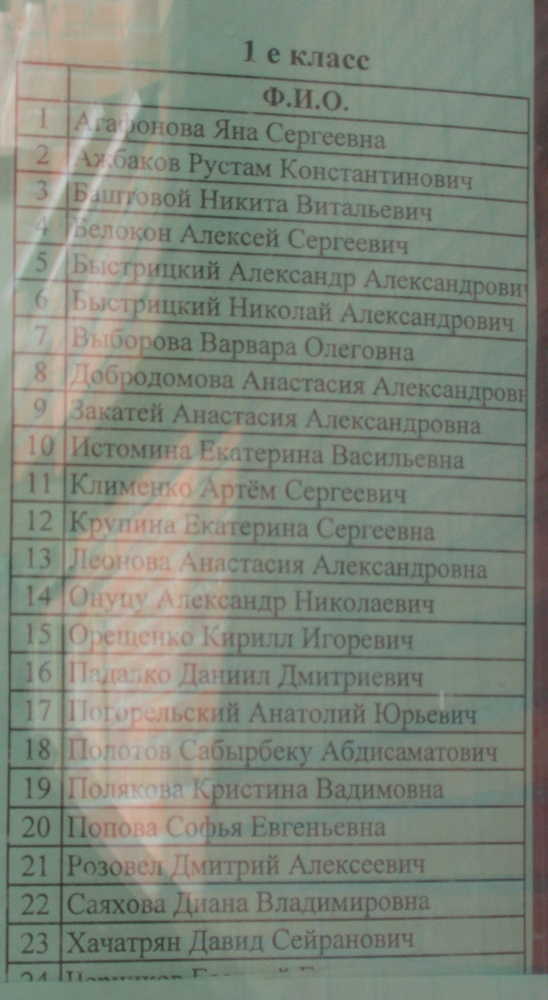 1 е класс
Ф.И.О.
1 Агафонова Яна Сергеевна
2 Ажбаков Рустам Константинович
3 Баштовой Никита Витальевич
4 Белокон Алексей Сергеевич
5 Быстрицкий Александр Александрович
6 Быстрицкий Николай Александрович
7 Выборова Варвара Олеговна
8 Добродомова Анастасия Александровн
9 Закатей Анастасия Александровна
10 Истомина Екатерина Васильевна
11 Клименко Артём Сергеевич
12 Крупина Екатерина Сергеевна
13 Леонова Анастасия Александровна
14 Онуцу Александр Николаевич
15 Орещенко Кирилл Игоревич
16 Падалко Даниил Дмитриевич
17 Погорельский Анатолий Юрьевич
18 Полотов Сабырбеку Абдисаматович
19 Полякова Кристина Вадимовна
20 Попова Софья Евгеньевна
21 Розовел Дмитрий Алексеевич
22 Саяхова Диана Владимировна
23 Хачатрян Давид Сейранович
24